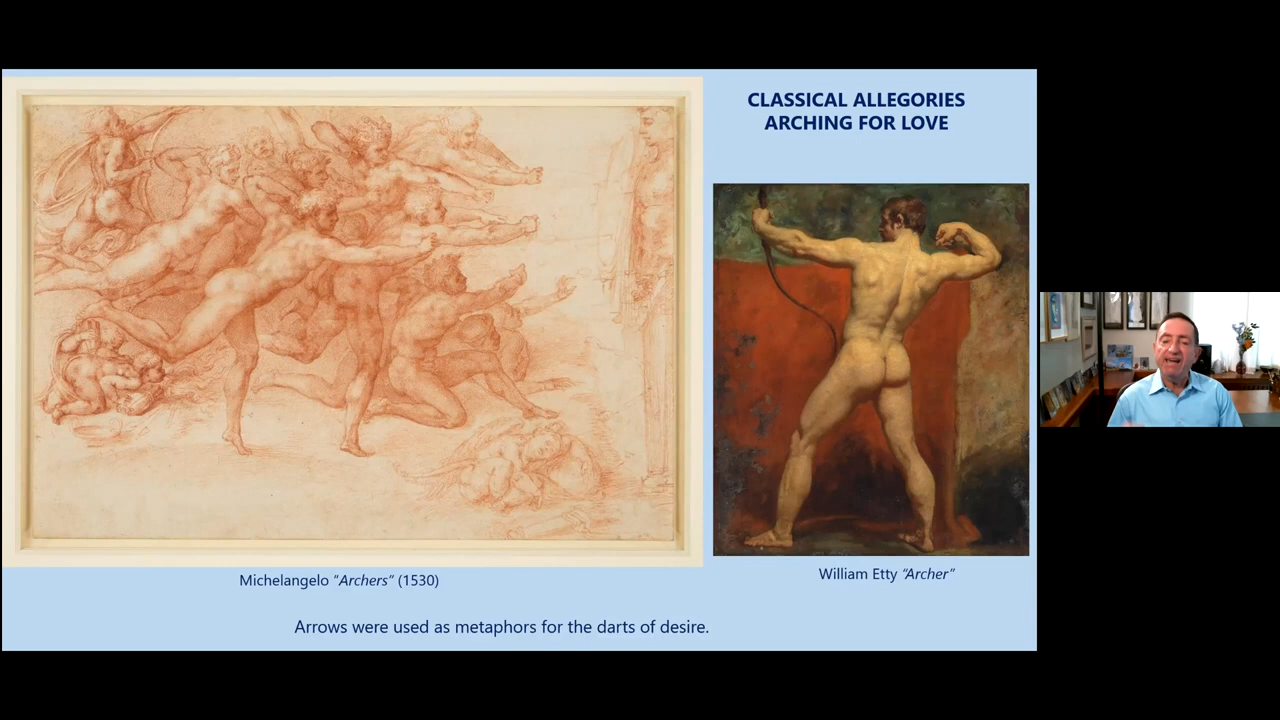 CLASSICAL ALLEGORIES
ARCHING FOR LOVE
Michelangelo "Archers" (1530)
William Etty "Archer"
Arrows were used as metaphors for the darts of desire.